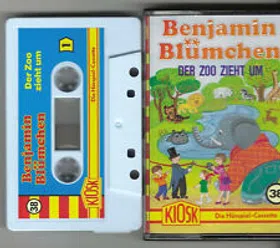 Der Zoo
zieht um
1
Die Hörspiel-Cassette
Benjamin
Blümchen
38
KIOSK
Benjamin
Blümchen
DER ZOO ZIEHT UM
38
KIOSK
Die Hörspiel-Cassette